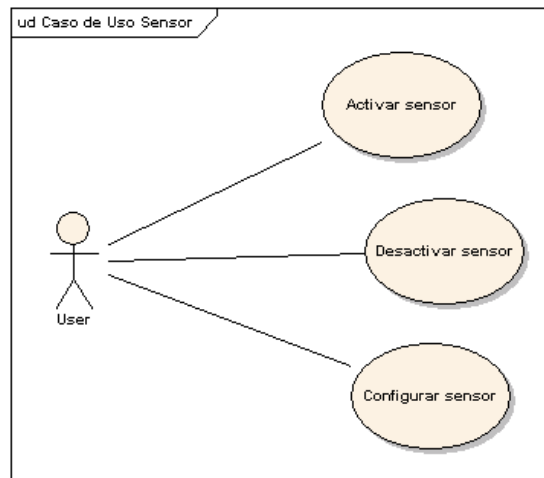 ud Caso de Uso Sensor
Activar sensor
Desactivar sensor
User
Configurar sensor